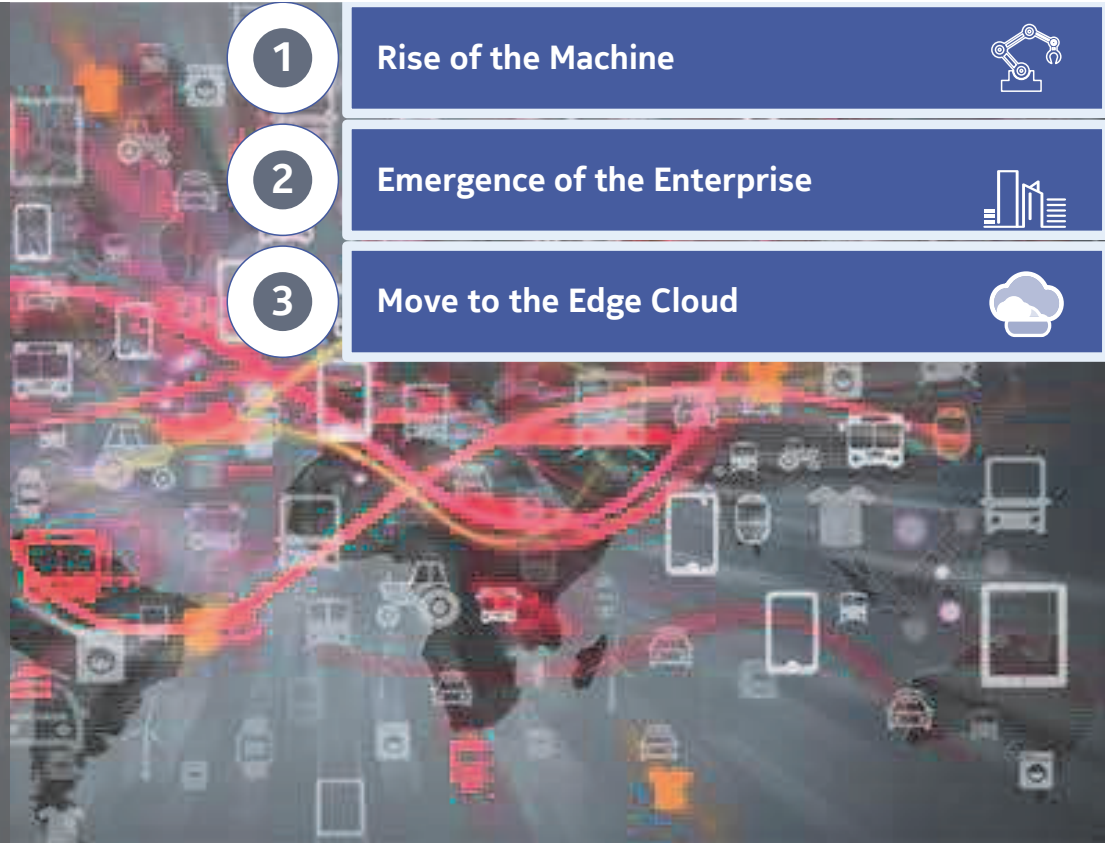 1
Rise of the Machine
2
Emergence of the Enterprise
3
Move to the Edge Cloud